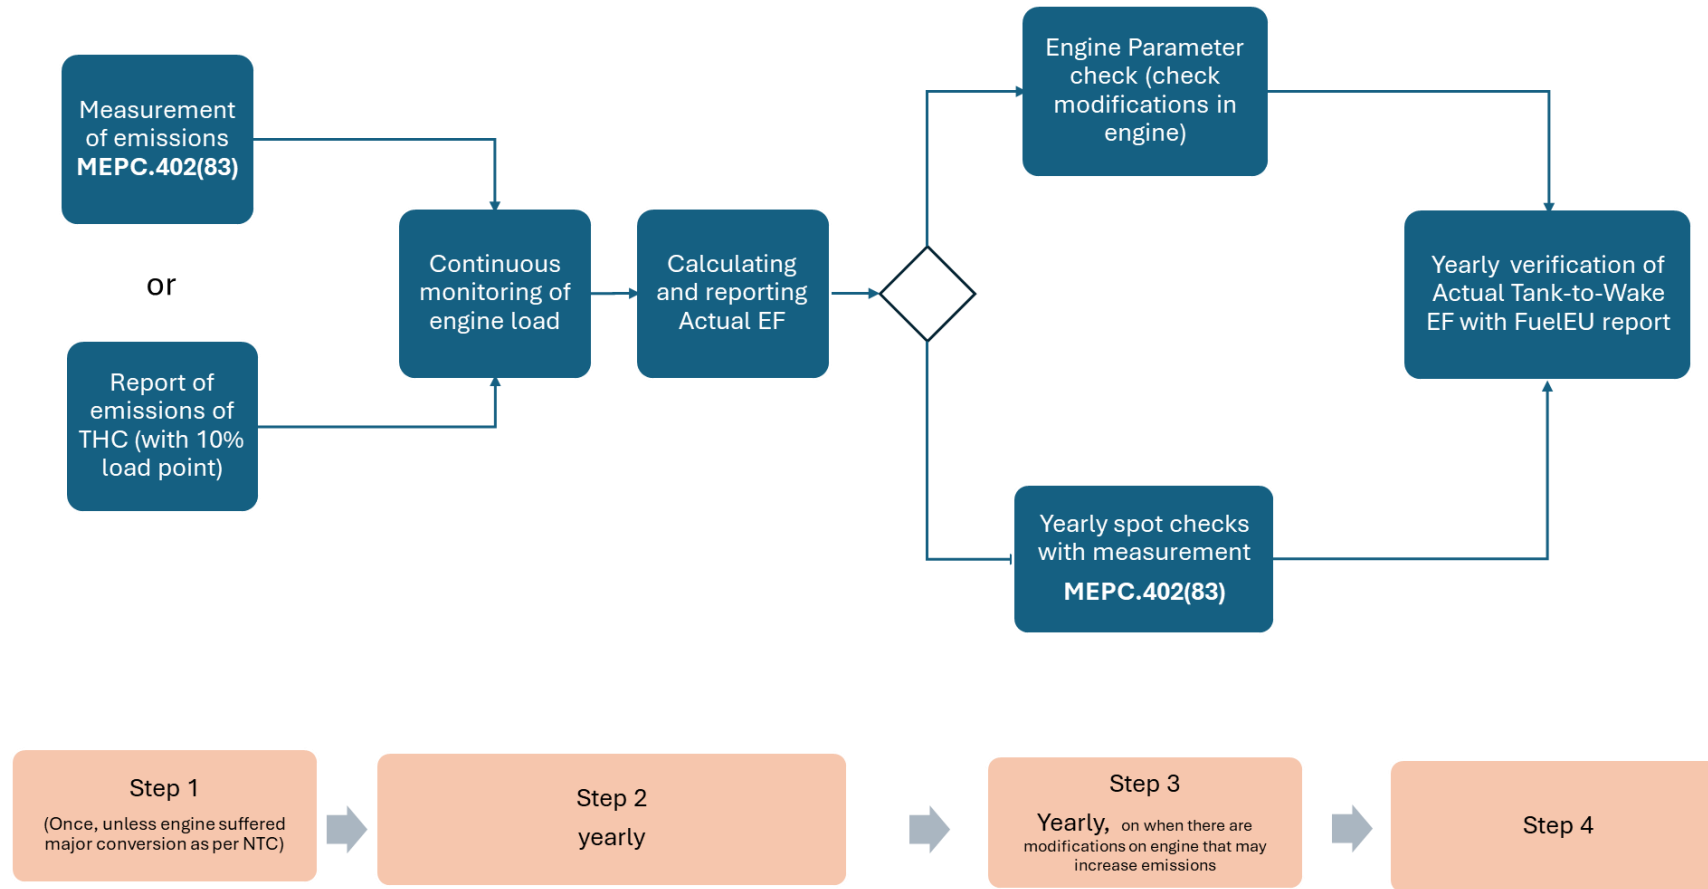 Measurement
of emissions
MEPC.402(83)
or
Report of
emissions of
THC (with 10%
load point)
Continuous
monitoring of
engine load
Calculating
and reporting
Actual EF
Engine Parameter
check (check
modifications in
engine)
Yearly spot checks
with measurement
MEPC.402(83)
Yearly verification of
Actual Tank-to-Wake
EF with FuelEU report
Step 1
(Once, unless engine suffered
major conversion as per NTC)
Step 2
yearly
Step 3
Yearly, on when there are
modifications on engine that may
increase emissions
Step 4